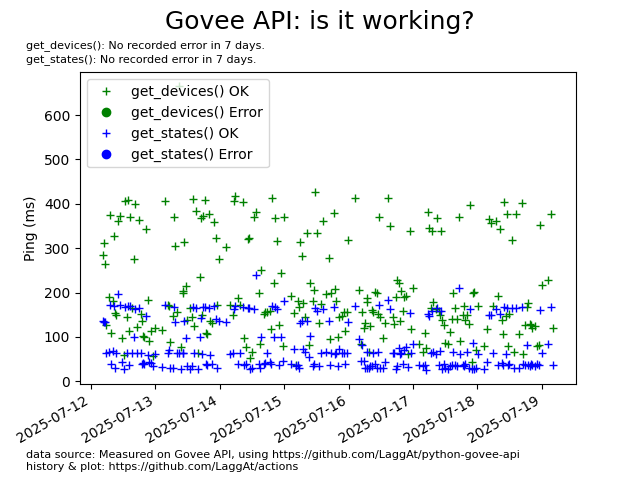 Govee API: is it working?
get_devices(): No recorded error in 7 days.
get_states(): No recorded error in 7 days.
get_devices() OK
get_devices() Error
get_states() OK
get_states() Error
Ping (ms)
600
500
400
300
200
100
0
2025-07-12
2025-07-13
2025-07-14
2025-07-15
2025-07-16
2025-07-17
2025-07-18
2025-07-19
data source: Measured on Govee API, using https://github.com/LaggAt/python-govee-api
history & plot: https://github.com/LaggAt/actions